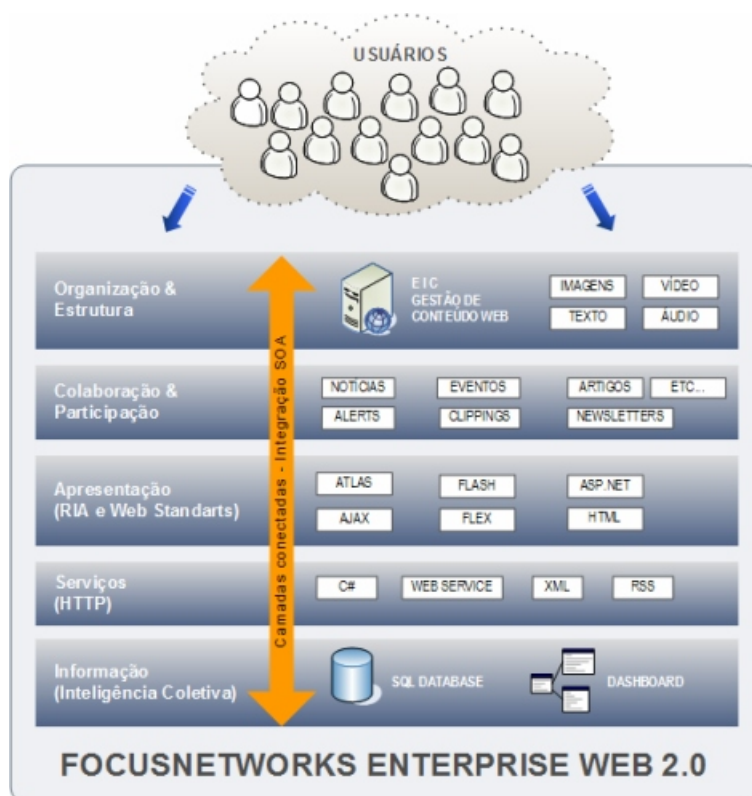 USUÁRIOS
Organização &
Estrutura
EIC
GESTÃO DE
CONTEÚDO WEB
IMAGENS
VÍDEO
TEXTO
ÁUDIO
Colaboração &
Participação
NOTÍCIAS
EVENTOS
ARTIGOS
ETC...
ALERTS
CLIPPINGS
NEWSLETTERS
Apresentação
(RIA e Web Standarts)
ATLAS
FLASH
ASP.NET
AJAX
FLEX
HTML
Serviços
(HTTP)
C#
WEB SERVICE
XML
RSS
Informação
(Inteligência Coletiva)
SQL DATABASE
DASHBOARD
Camadas conectadas - Integração SOA
FOCUSNETWORKS ENTERPRISE WEB 2.0